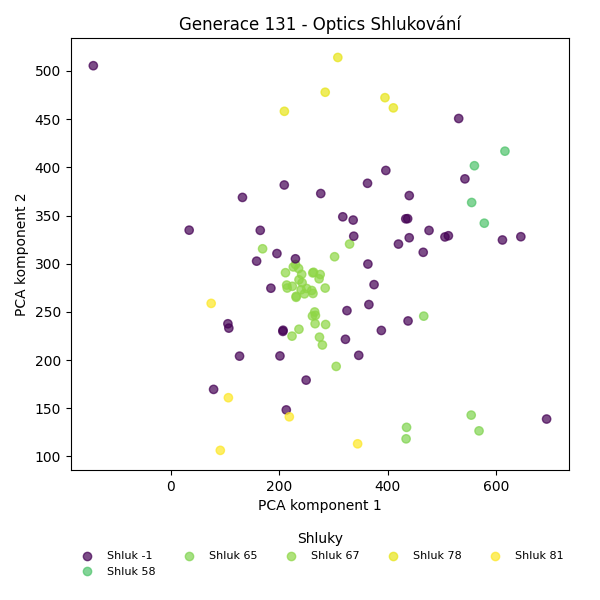 Generace 131 - Optics Shlukování
PCA komponent 2
500
450
400
350
300
250
200
150
100
0 200 400 600
PCA komponent 1
Shluky
Shluk -1 Shluk 65 Shluk 67 Shluk 78 Shluk 81
Shluk 58